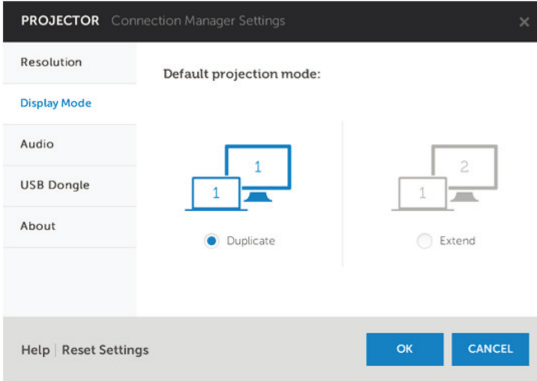 PROJECTOR Connection Manager Settings
Resolution
Display Mode
Audio
USB Dongle
About
Default projection mode:
1
1
Duplicate
2
1
Extend
Help | Reset Settings
OK
CANCEL